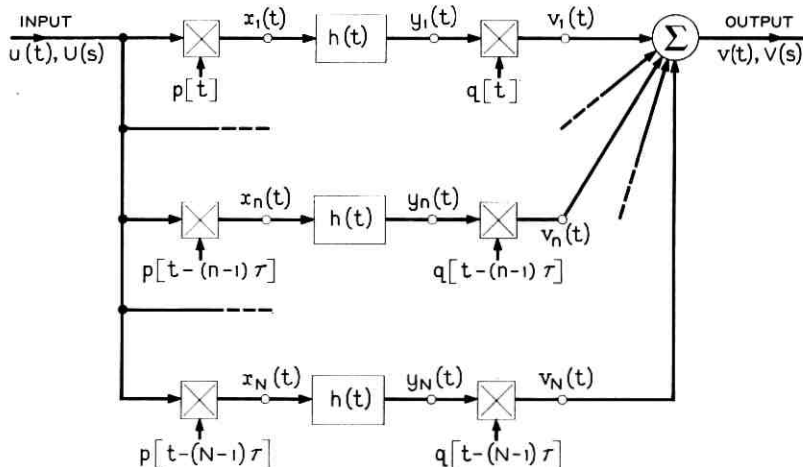 INPUT
u(t), U(s)
x₁(t)
h(t)
y₁(t)
v₁(t)
Σ
OUTPUT
v(t), V(s)
p[t]
q[t]
xₙ(t)
h(t)
yₙ(t)
vₙ(t)
p[t-(n-1)τ]
q[t-(n-1)τ]
x_N(t)
h(t)
y_N(t)
v_N(t)
p[t-(N-1)τ]
q[t-(N-1)τ]